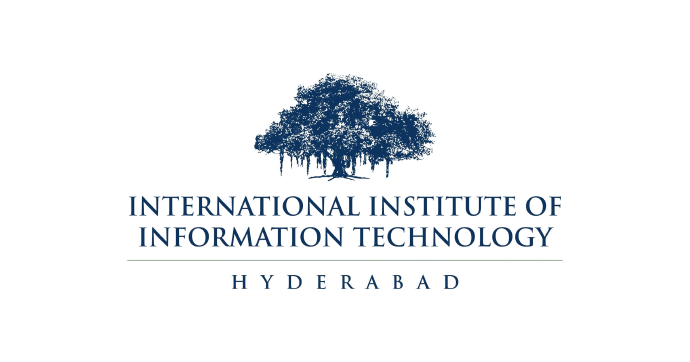 INTERNATIONAL INSTITUTE OF
INFORMATION TECHNOLOGY
HYDERABAD